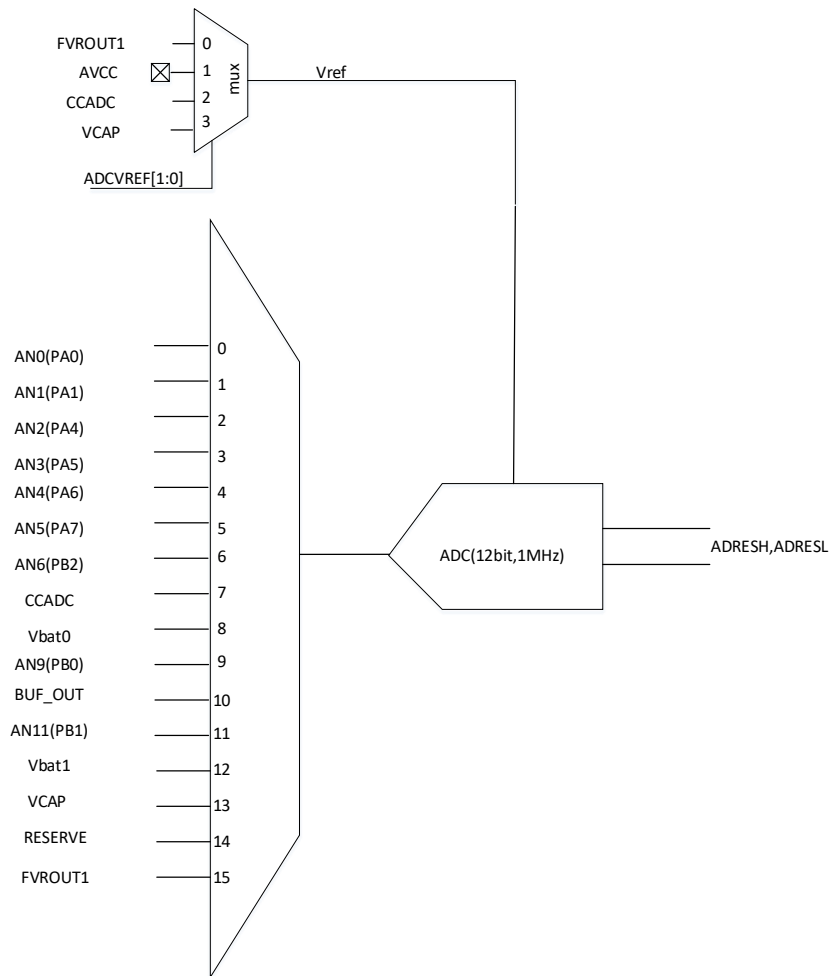 FVROUT1 0
AVCC 1
CCADC 2
VCAP 3
mux
Vref
ADCVREF[1:0]
AN0(PA0) 0
AN1(PA1) 1
AN2(PA4) 2
AN3(PA5) 3
AN4(PA6) 4
AN5(PA7) 5
AN6(PB2) 6
CCADC 7
Vbat0 8
AN9(PB0) 9
BUF_OUT 10
AN11(PB1) 11
Vbat1 12
VCAP 13
RESERVE 14
FVROUT1 15
ADC(12bit,1MHz)
ADRESH,ADRESL